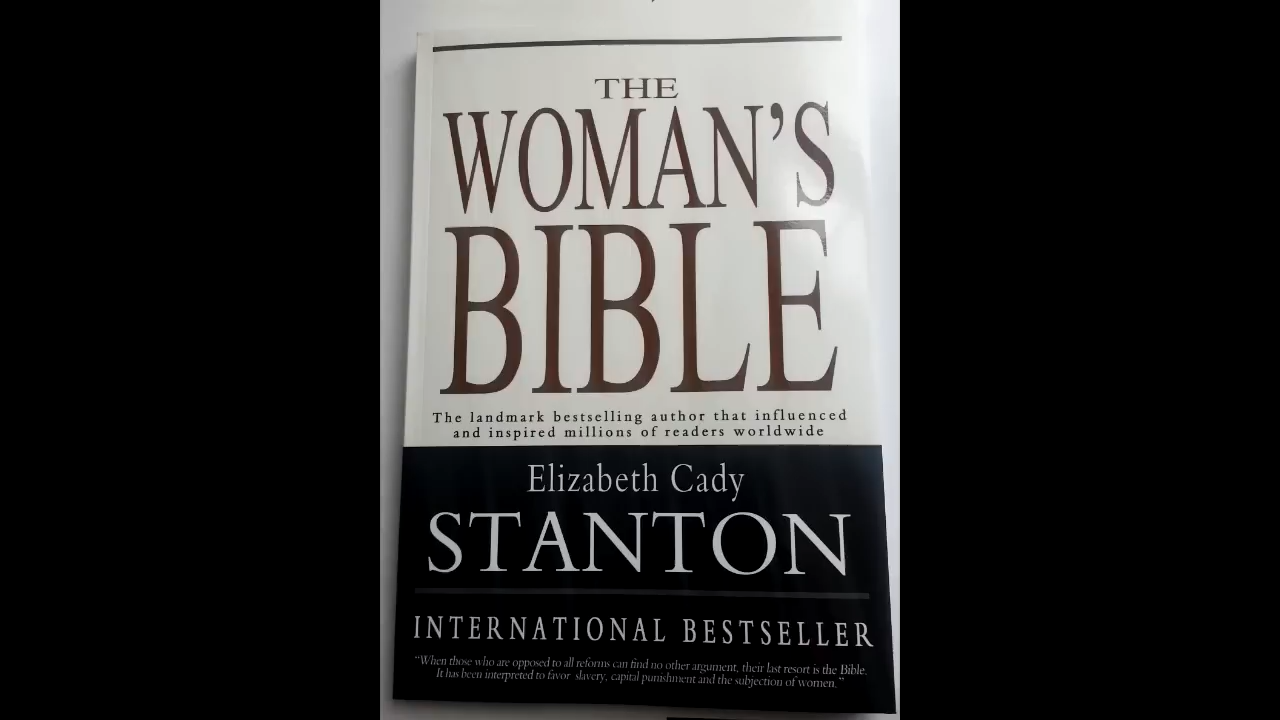 THE
WOMAN'S
BIBLE
The landmark bestselling author that influenced
and inspired millions of readers worldwide
Elizabeth Cady
STANTON
INTERNATIONAL BESTSELLER
"When those who are opposed to all reforms can find no other argument, their last resort is the Bible.
It has been interpreted to favor slavery, capital punishment and the subjection of women."